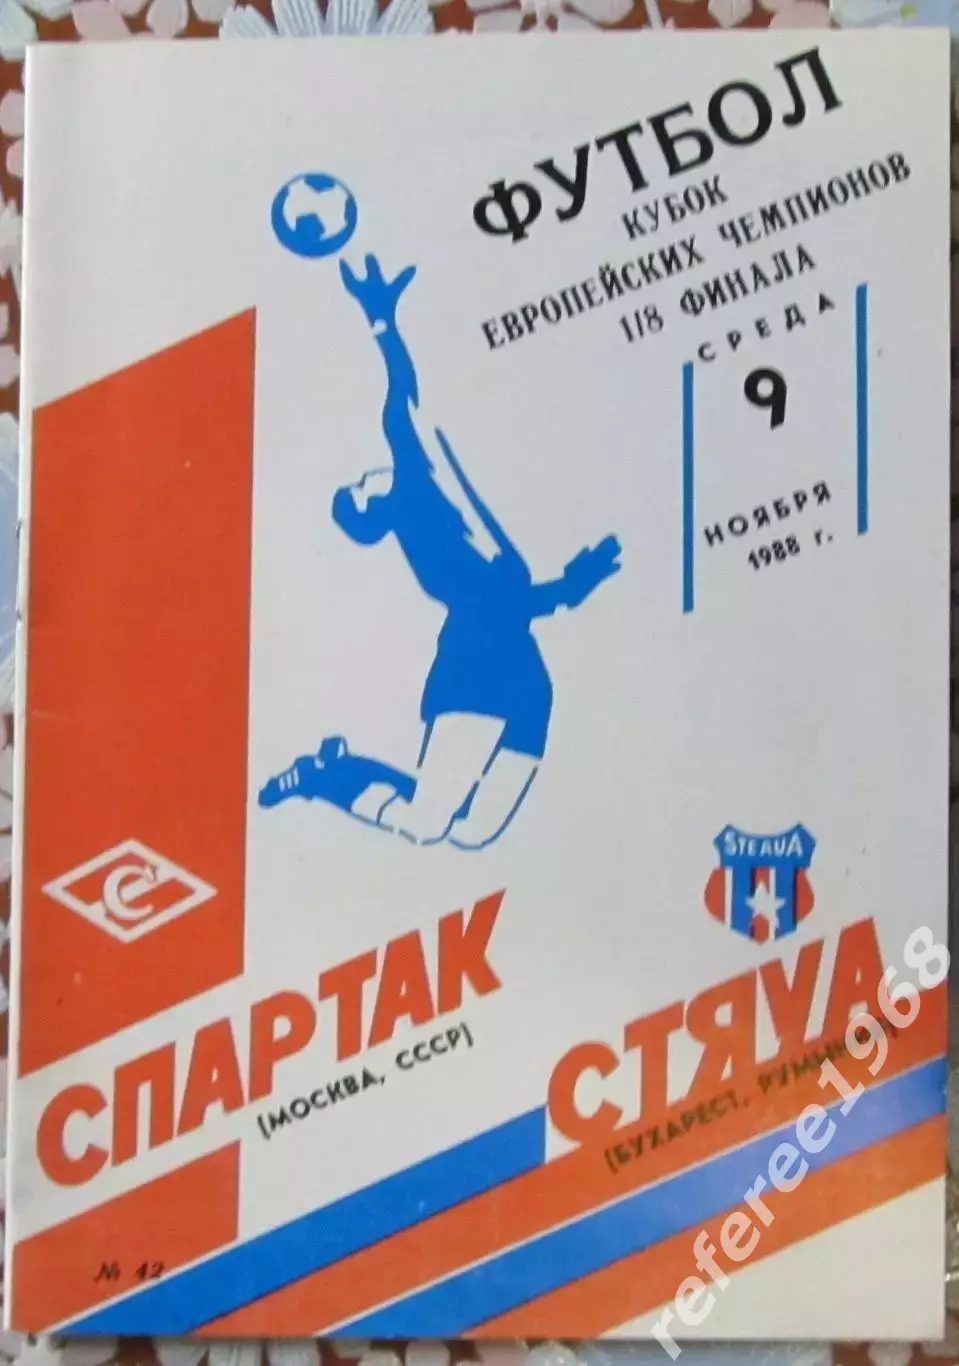 ФУТБОЛ
КУБОК
ЕВРОПЕЙСКИХ ЧЕМПИОНОВ
1/8 ФИНАЛА
СРЕДА
9
НОЯБРЯ
1988 г.
STEAUA
СПАРТАК
(МОСКВА, СССР)
СТЯУА
(БУХАРЕСТ, РУМЫНИЯ)
№ 42
referee1968